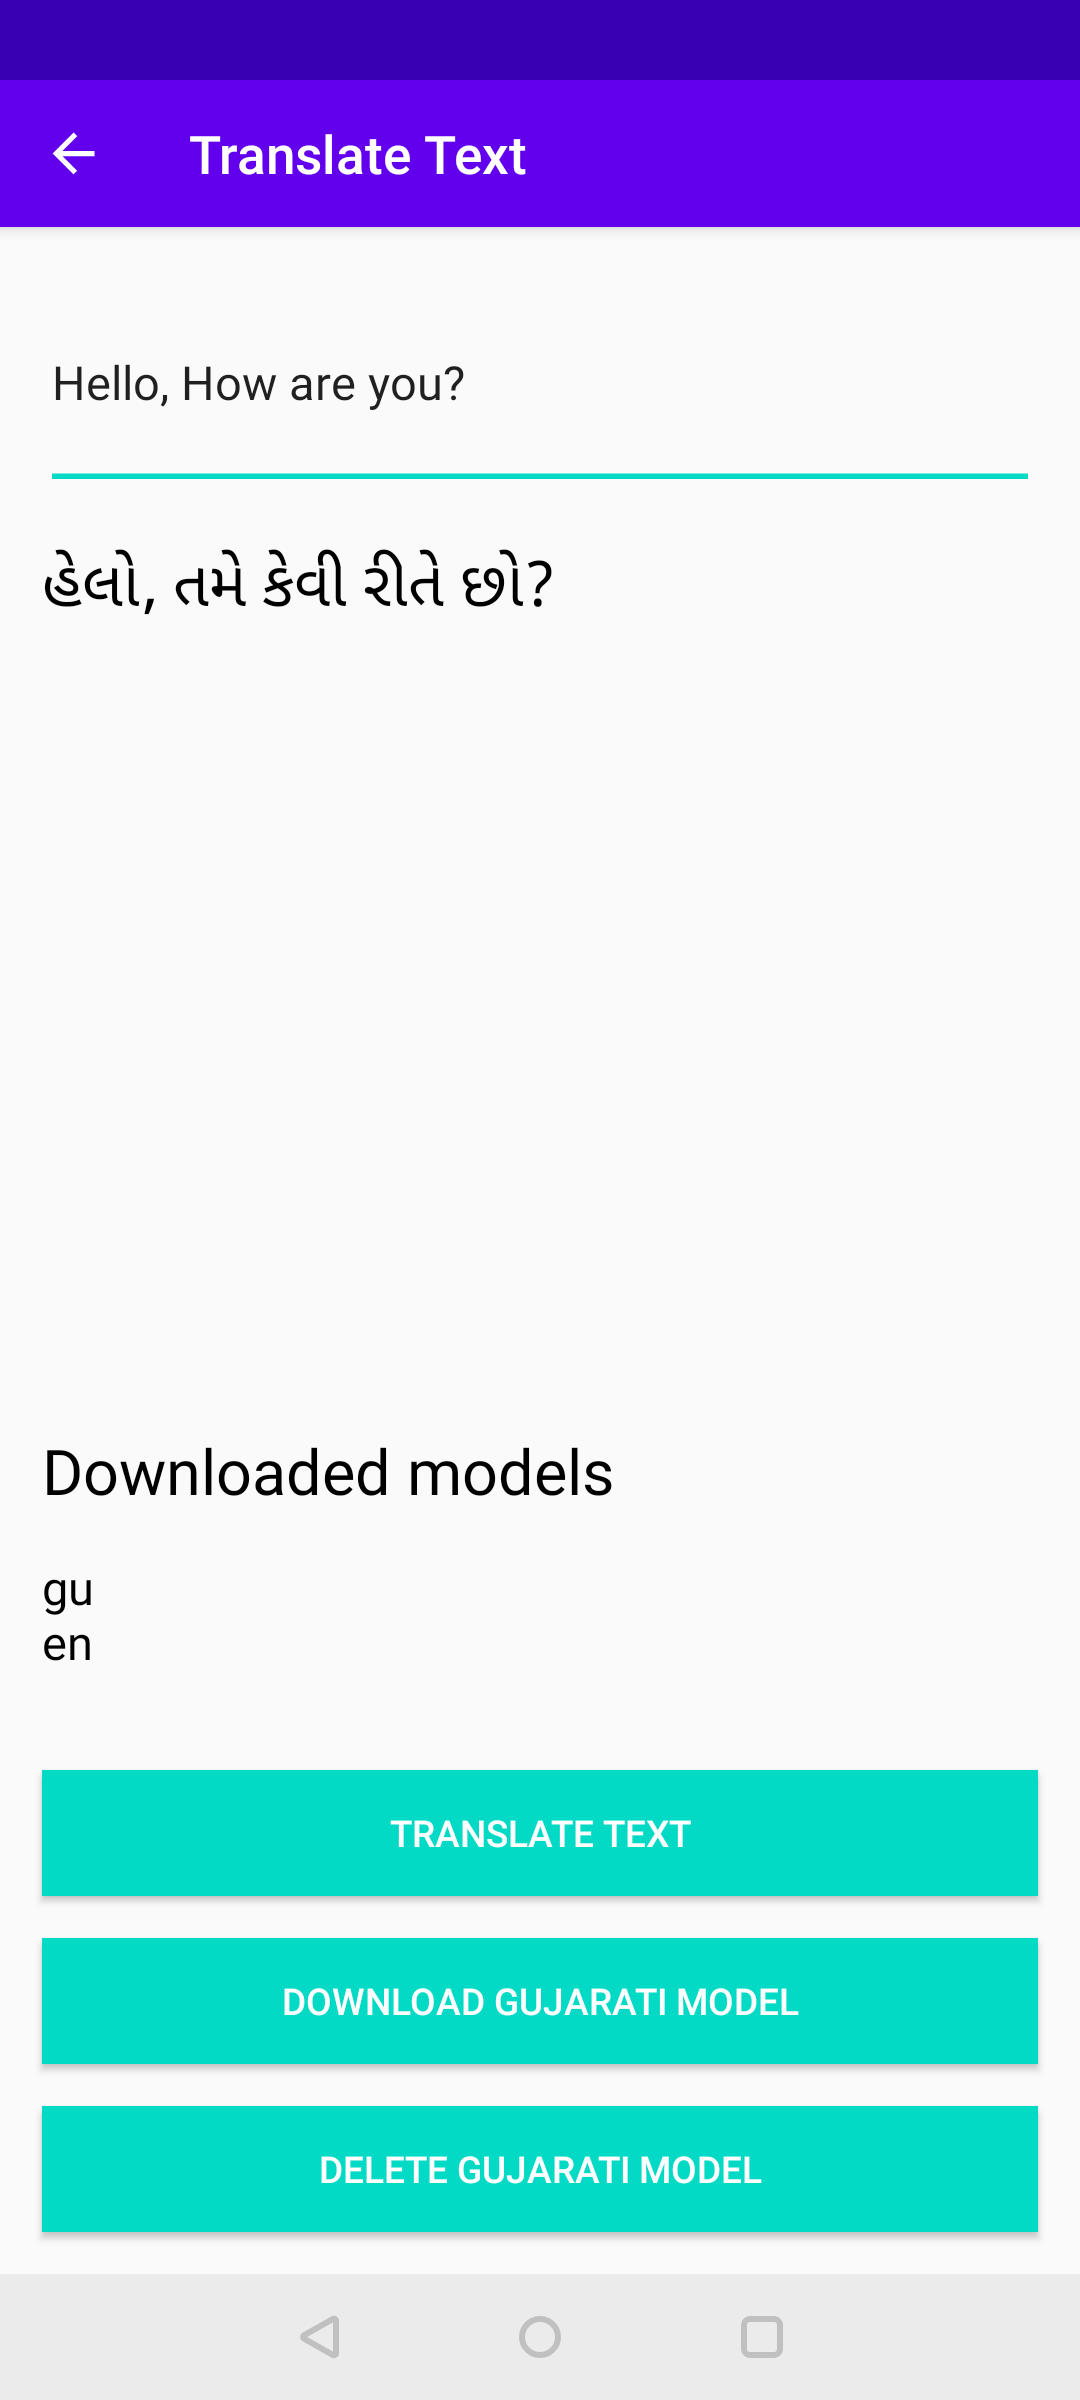 Translate Text
Hello, How are you?
હેલો, તમે કેવી રીતે છો?
Downloaded models
gu
en
TRANSLATE TEXT
DOWNLOAD GUJARATI MODEL
DELETE GUJARATI MODEL